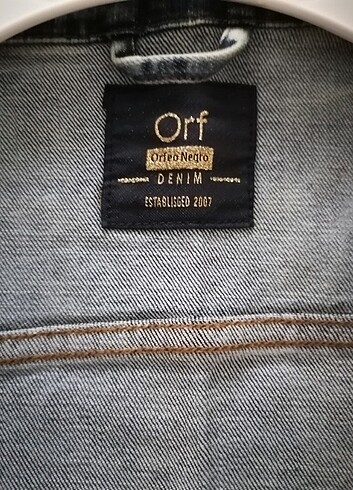 Orf
Orfeo Negro
DENIM
ESTABLISGED 2007